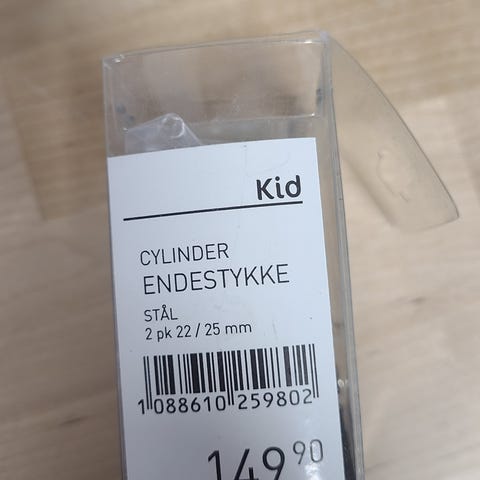 Kid
CYLINDER
ENDESTYKKE
STÅL
2 pk 22 / 25 mm
1 088610 259802
149 90